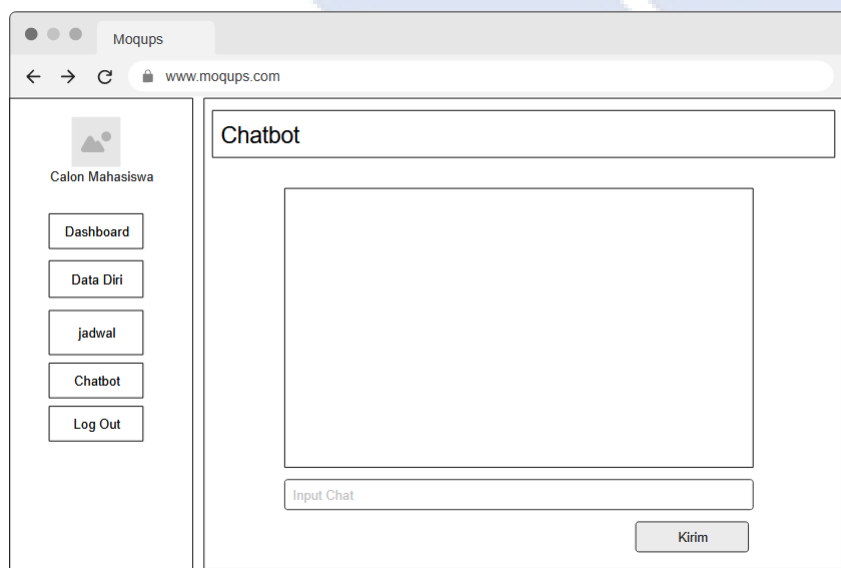 Moqups
www.moqups.com
Calon Mahasiswa
Dashboard
Data Diri
jadwal
Chatbot
Log Out
Chatbot
Input Chat
Kirim